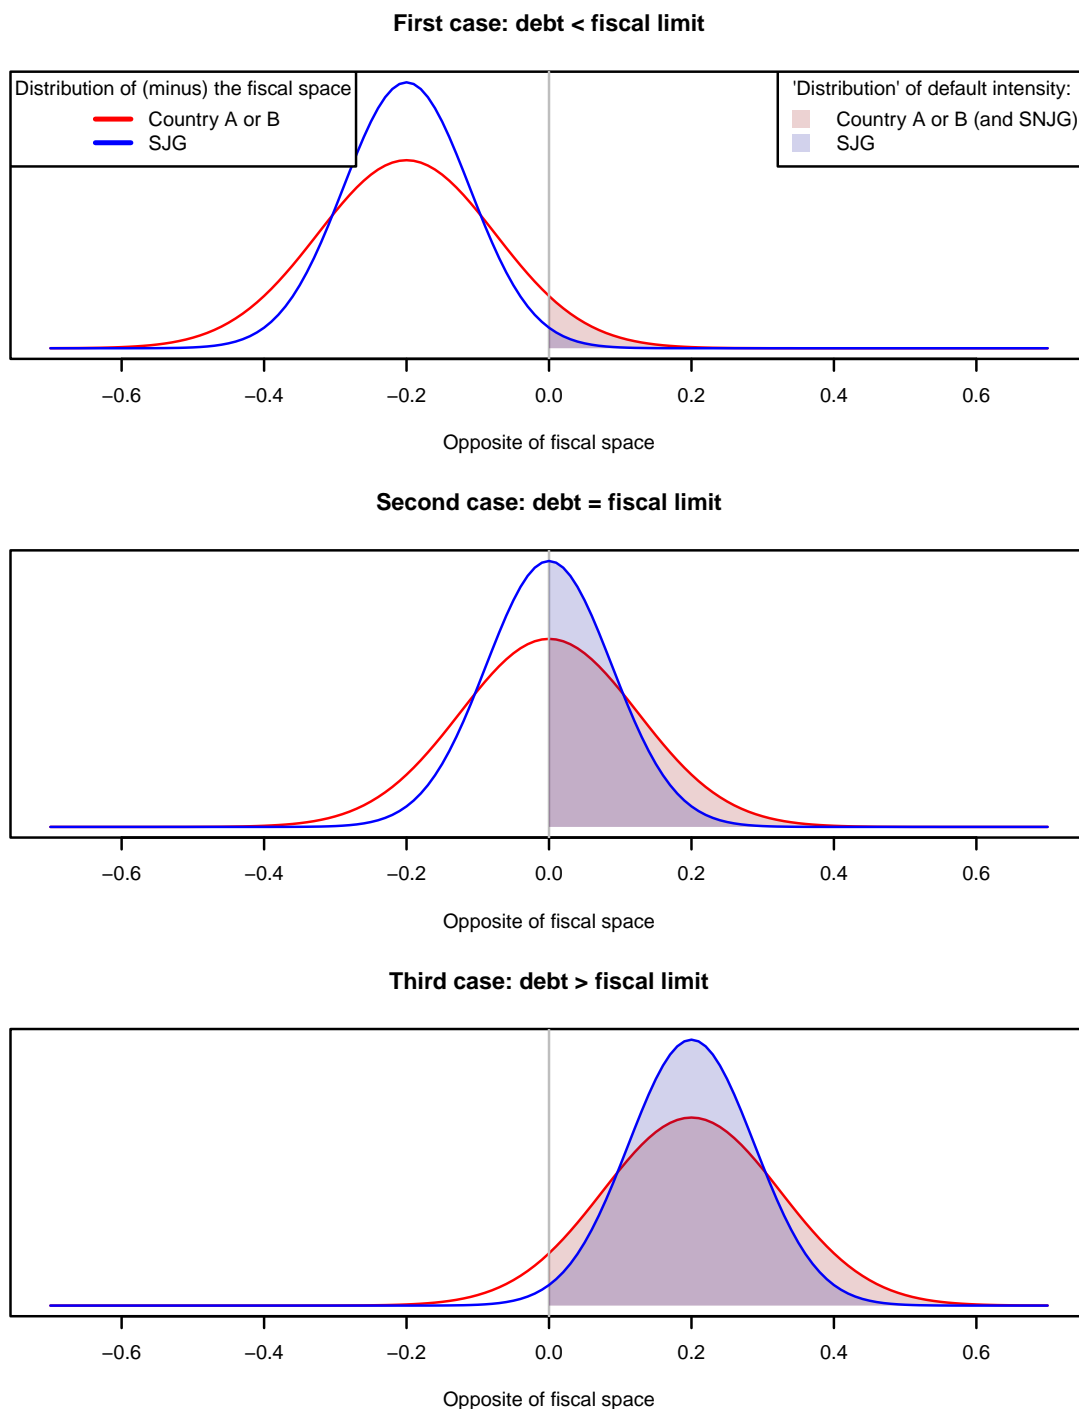 First case: debt < fiscal limit
Distribution of (minus) the fiscal space
Country A or B
SJG
'Distribution' of default intensity:
Country A or B (and SNJG)
SJG
−0.6 −0.4 −0.2 0.0 0.2 0.4 0.6
Opposite of fiscal space
Second case: debt = fiscal limit
−0.6 −0.4 −0.2 0.0 0.2 0.4 0.6
Opposite of fiscal space
Third case: debt > fiscal limit
−0.6 −0.4 −0.2 0.0 0.2 0.4 0.6
Opposite of fiscal space